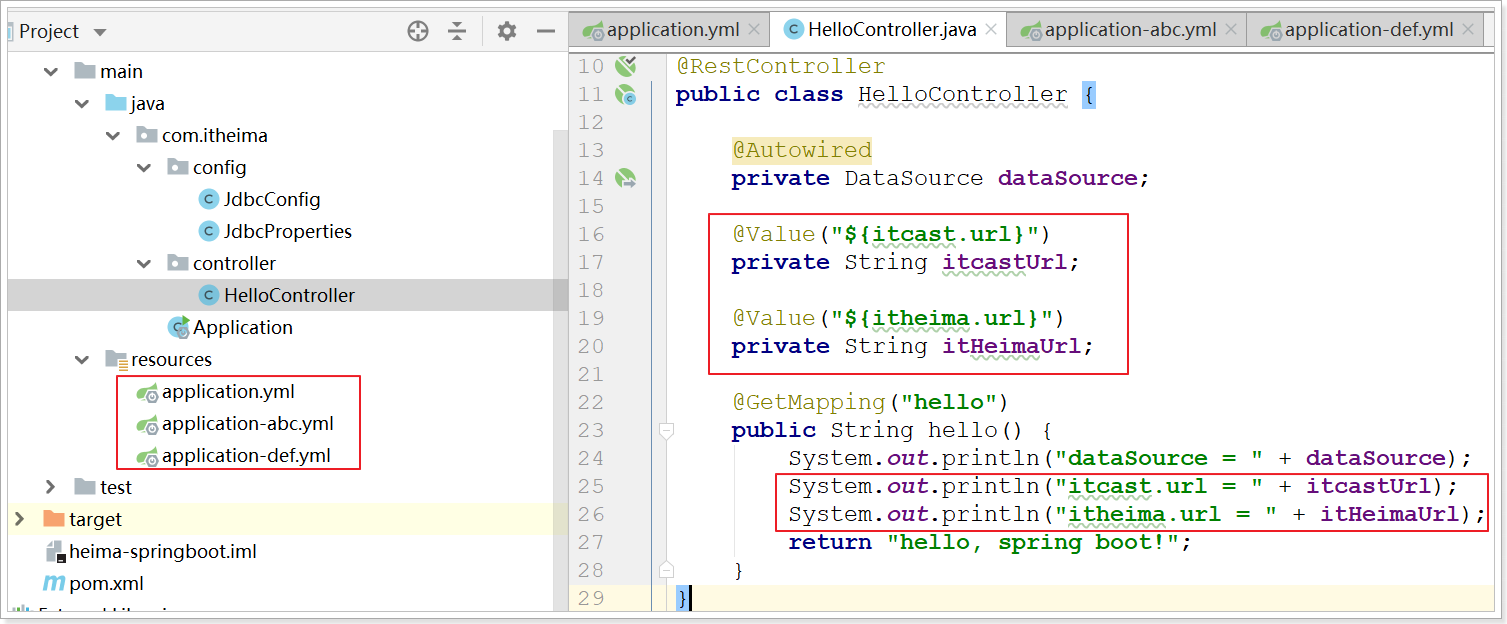 Project
main
java
com.itheima
config
JdbcConfig
JdbcProperties
controller
HelloController
Application
resources
application.yml
application-abc.yml
application-def.yml
test
target
heima-springboot.iml
pom.xml
application.yml
HelloController.java
application-abc.yml
application-def.yml
10 @RestController
11 public class HelloController {
12
13 @Autowired
14 private DataSource dataSource;
15
16 @Value("${itcast.url}")
17 private String itcastUrl;
18
19 @Value("${itheima.url}")
20 private String itHeimaUrl;
21
22 @GetMapping("hello")
23 public String hello() {
24 System.out.println("dataSource = " + dataSource);
25 System.out.println("itcast.url = " + itcastUrl);
26 System.out.println("itheima.url = " + itHeimaUrl);
27 return "hello, spring boot!";
28 }
29 }